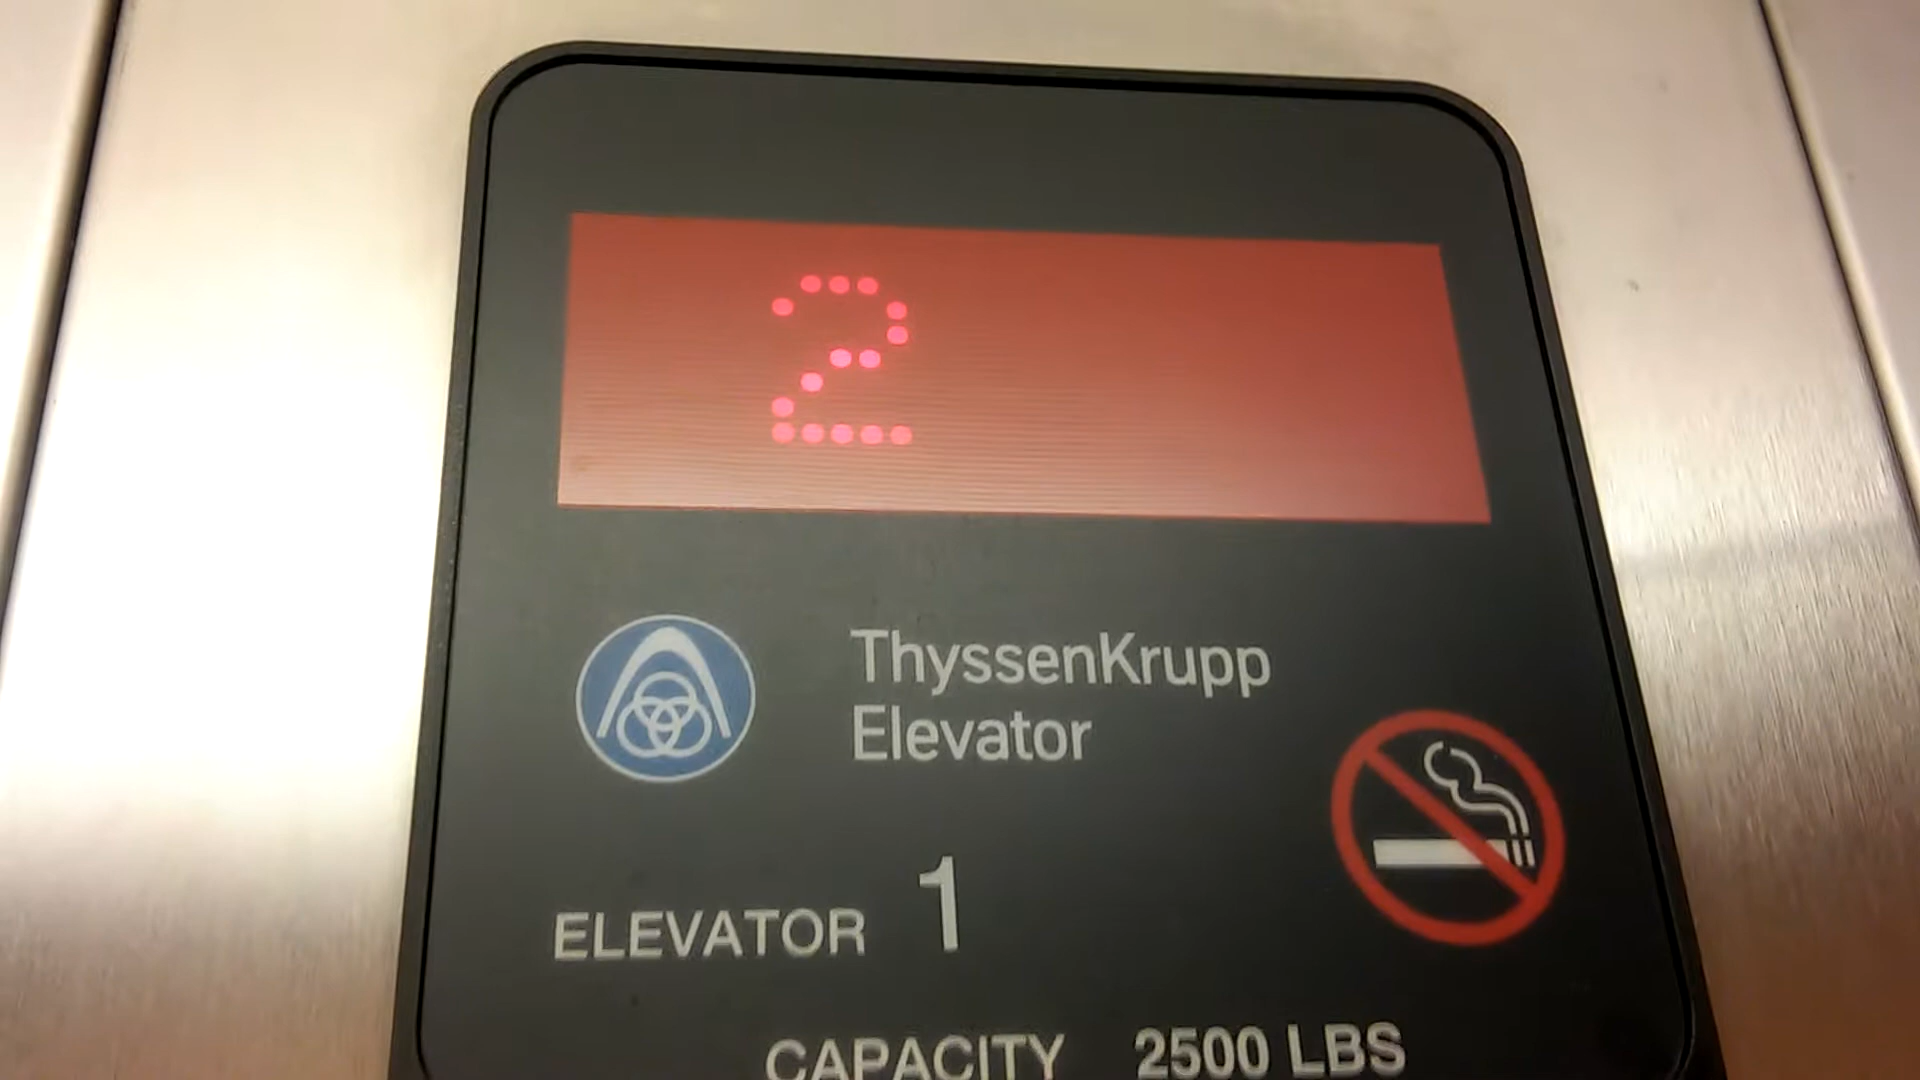 2
ThyssenKrupp
Elevator
ELEVATOR 1
CAPACITY 2500 LBS